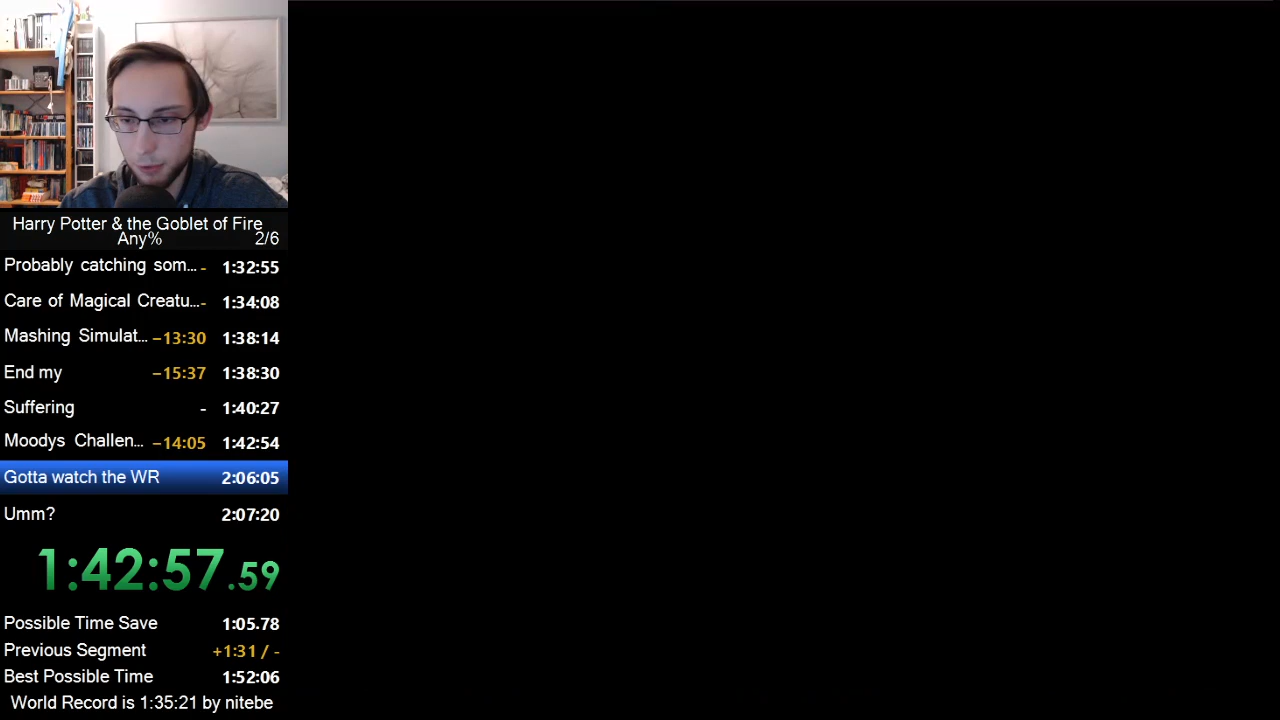 Harry Potter & the Goblet of Fire
Any% 2/6
Probably catching som... - 1:32:55
Care of Magical Creatu...- 1:34:08
Mashing Simulat... −13:30 1:38:14
End my −15:37 1:38:30
Suffering - 1:40:27
Moodys Challen... −14:05 1:42:54
Gotta watch the WR 2:06:05
Umm? 2:07:20
1:42:57.59
Possible Time Save 1:05.78
Previous Segment +1:31 / -
Best Possible Time 1:52:06
World Record is 1:35:21 by nitebe